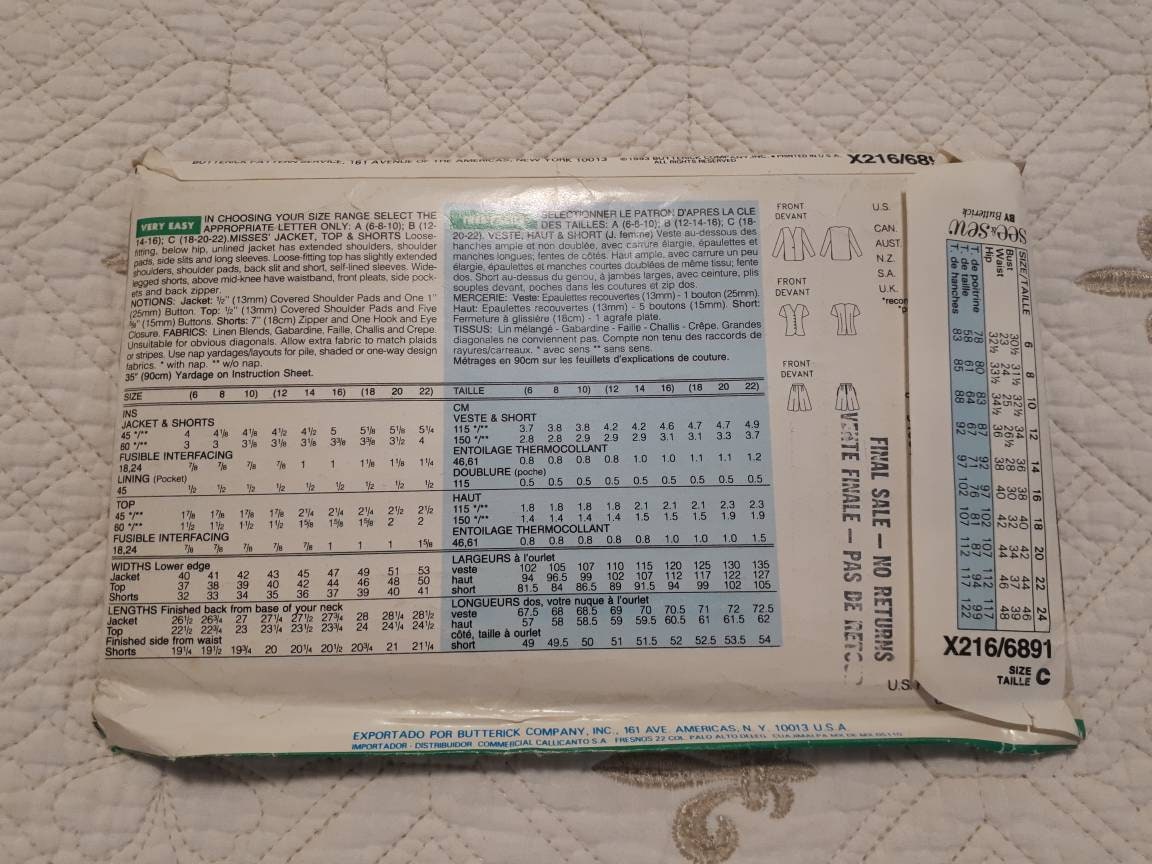 BUTTERICK PATTERN SERVICE, 161 AVENUE OF THE AMERICAS, NEW YORK 10013 ©1993 BUTTERICK COMPANY, INC. • PRINTED IN U.S.A.
ALL RIGHTS RESERVED
X216/689
VERY EASY
IN CHOOSING YOUR SIZE RANGE SELECT THE
APPROPRIATE LETTER ONLY: A (6-8-10); B (12-
14-16); C (18-20-22). MISSES' JACKET, TOP & SHORTS Loose-
fitting, below hip, unlined jacket has extended shoulders, shoulder
pads, side slits and long sleeves. Loose-fitting top has slightly extended
shoulders, shoulder pads, back slit and short, self-lined sleeves. Wide-
legged shorts, above mid-knee have waistband, front pleats, side pock-
ets and back zipper.
NOTIONS: Jacket: ½" (13mm) Covered Shoulder Pads and One 1"
(25mm) Button. Top: ½" (13mm) Covered Shoulder Pads and Five
⅝" (15mm) Buttons. Shorts: 7" (18cm) Zipper and One Hook and Eye
Closure. FABRICS: Linen Blends, Gabardine, Faille, Challis and Crepe.
Unsuitable for obvious diagonals. Allow extra fabric to match plaids
or stripes. Use nap yardages/layouts for pile, shaded or one-way design
fabrics. * with nap. ** w/o nap.
35" (90cm) Yardage on Instruction Sheet.
SIZE (6 8 10) (12 14 16) (18 20 22)
INS
JACKET & SHORTS
45 */** 4 4⅛ 4⅛ 4½ 4½ 5 5⅛ 5⅛ 5¼
60 */** 3 3 3⅛ 3⅛ 3⅛ 3⅜ 3⅜ 3½ 4
FUSIBLE INTERFACING
18,24 ⅞ ⅞ ⅞ ⅞ 1 1 1⅛ 1⅛ 1¼
LINING (Pocket)
45 ½ ½ ½ ½ ½ ½ ½ ½ ½
TOP
45 */** 1⅞ 1⅞ 1⅞ 1⅞ 2¼ 2¼ 2¼ 2½ 2½
60 */** 1½ 1½ 1½ 1½ 1⅝ 1⅝ 1⅝ 2 2
FUSIBLE INTERFACING
18,24 ⅞ ⅞ ⅞ ⅞ ⅞ 1 1 1 1⅝
WIDTHS Lower edge
Jacket 40 41 42 43 45 47 49 51 53
Top 37 38 39 40 42 44 46 48 50
Shorts 32 33 34 35 36 37 39 40 41
LENGTHS Finished back from base of your neck
Jacket 26½ 26¾ 27 27¼ 27½ 27¾ 28 28¼ 28½
Top 22½ 22¾ 23 23¼ 23½ 23¾ 24 24¼ 24½
Finished side from waist
Shorts 19¼ 19½ 19¾ 20 20¼ 20½ 20¾ 21 21¼
SELECTIONNER LE PATRON D'APRES LA CLE
DES TAILLES: A (6-8-10); B (12-14-16); C (18-
20-22). VESTE, HAUT & SHORT (J. femme) Veste au-dessous des
hanches ample et non doublée, avec carrure élargie, épaulettes et
manches longues; fentes de côtés. Haut ample, avec carrure un peu
élargie, épaulettes et manches courtes doublées de même tissu; fente
dos. Short au-dessus du genou, à jambes larges, avec ceinture, plis
souples devant, poches dans les coutures et zip dos.
MERCERIE: Veste: Epaulettes recouvertes (13mm) - 1 bouton (25mm).
Haut: Epaulettes recouvertes (13mm) - 5 boutons (15mm). Short:
Fermeture à glissière (18cm) - 1 agrafe plate.
TISSUS: Lin mélangé - Gabardine - Faille - Challis - Crêpe. Grandes
diagonales ne conviennent pas. Compte non tenu des raccords de
rayures/carreaux. * avec sens ** sans sens.
Métrages en 90cm sur les feuillets d'explications de couture.
TAILLE (6 8 10) (12 14 16) (18 20 22)
CM
VESTE & SHORT
115 */** 3.7 3.8 3.8 4.2 4.2 4.6 4.7 4.7 4.9
150 */** 2.8 2.8 2.9 2.9 2.9 3.1 3.1 3.3 3.7
ENTOILAGE THERMOCOLLANT
46,61 0.8 0.8 0.8 0.8 1.0 1.0 1.1 1.1 1.2
DOUBLURE (poche)
115 0.5 0.5 0.5 0.5 0.5 0.5 0.5 0.5 0.5
HAUT
115 */** 1.8 1.8 1.8 1.8 2.1 2.1 2.1 2.3 2.3
150 */** 1.4 1.4 1.4 1.4 1.5 1.5 1.5 1.9 1.9
ENTOILAGE THERMOCOLLANT
46,61 0.8 0.8 0.8 0.8 0.8 1.0 1.0 1.0 1.5
LARGEURS à l'ourlet
veste 102 105 107 110 115 120 125 130 135
haut 94 96.5 99 102 107 112 117 122 127
short 81.5 84 86.5 89 91.5 94 99 102 105
LONGUEURS dos, votre nuque à l'ourlet
veste 67.5 68 68.5 69 70 70.5 71 72 72.5
haut 57 58 58.5 59 59.5 60.5 61 61.5 62
côté, taille à ourlet
short 49 49.5 50 51 51.5 52 52.5 53.5 54
FRONT
DEVANT
FRONT
DEVANT
FRONT
DEVANT
U.S.
CAN.
AUST.
N.Z.
S.A.
U.K.
*recon
FINAL SALE — NO RETURNS
VENTE FINALE — PAS DE RETO
U.S.
see & sew
BY Butterick
SIZE/TAILLE 6 8 10 12 14 16 18 20 22 24
Bust 30½ 31½ 32½ 34 36 38 40 42 44 46
Waist 23 24 25 26½ 28 30 32 34 37 39
Hip 32½ 33½ 34½ 36 38 40 42 44 46 48
T. de poitrine 78 80 83 87 92 97 102 107 112 117
T. de taille 58 61 64 67 71 76 81 87 94 99
T. de hanches 83 85 88 92 97 102 107 112 117 122
X216/6891
SIZE
TAILLE C
EXPORTADO POR BUTTERICK COMPANY, INC., 161 AVE. AMERICAS, N. Y. 10013 U.S.A.
IMPORTADOR - DISTRIBUIDOR COMMERCIAL CALLICANTO S.A. FRESNOS 22 COL. PALO ALTO DELEG.